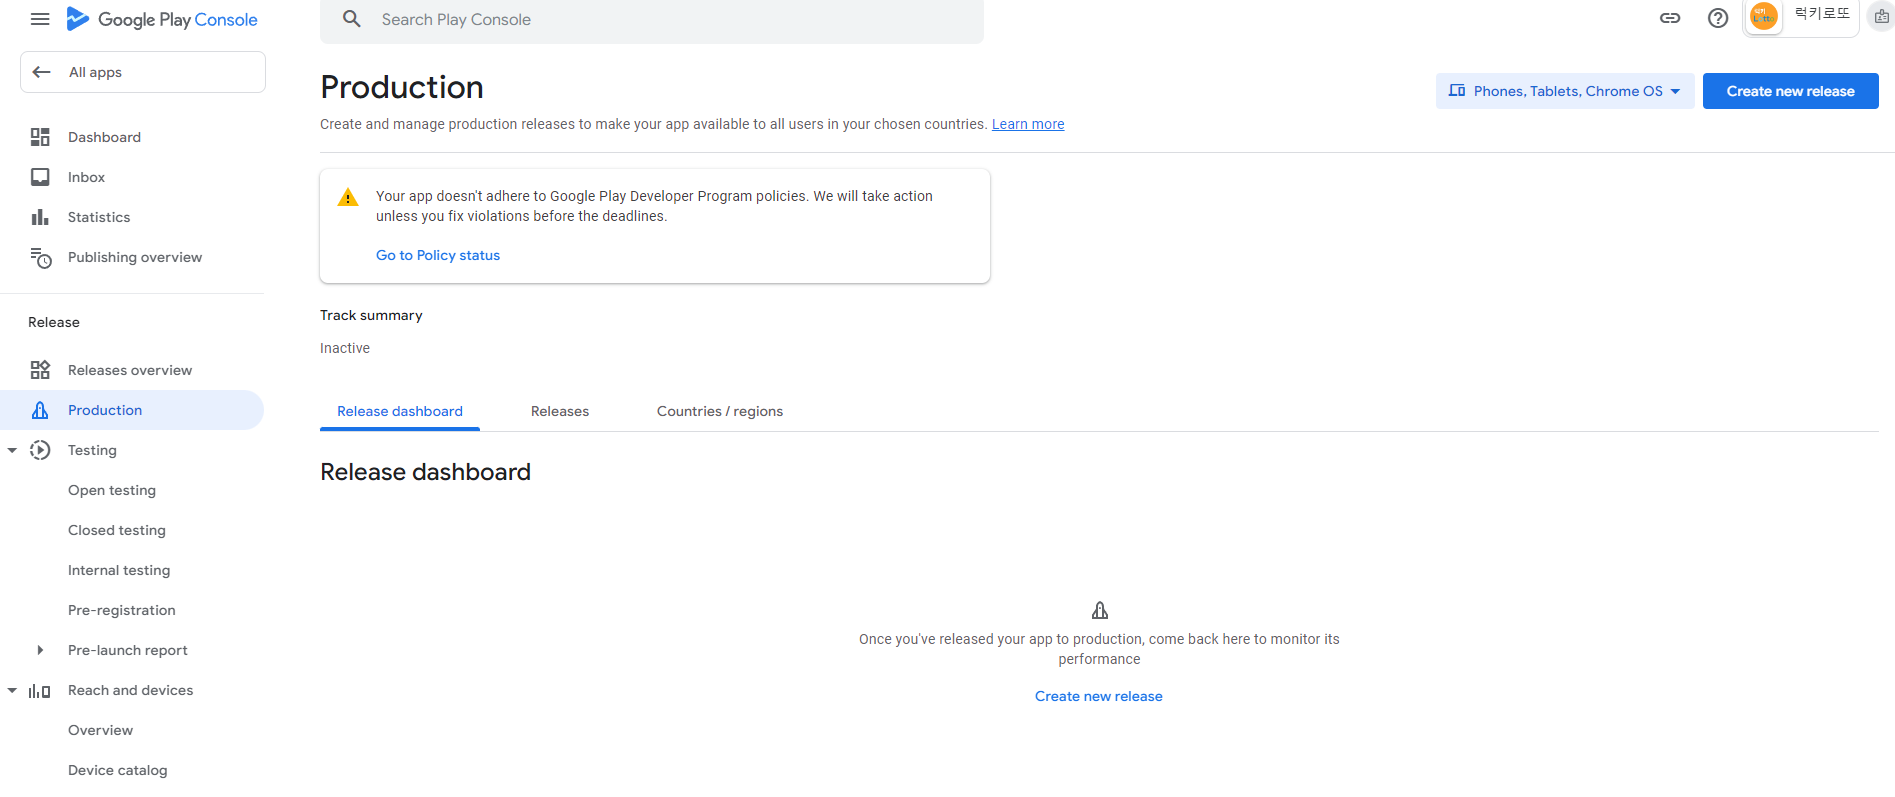 Google Play Console
Search Play Console
럭키로또
All apps
Production
Phones, Tablets, Chrome OS
Create new release
Create and manage production releases to make your app available to all users in your chosen countries. Learn more
Dashboard
Inbox
Statistics
Publishing overview
Your app doesn't adhere to Google Play Developer Program policies. We will take action
unless you fix violations before the deadlines.
Go to Policy status
Release
Releases overview
Production
Testing
Open testing
Closed testing
Internal testing
Pre-registration
Pre-launch report
Reach and devices
Overview
Device catalog
Track summary
Inactive
Release dashboard
Releases
Countries / regions
Release dashboard
Once you've released your app to production, come back here to monitor its
performance
Create new release